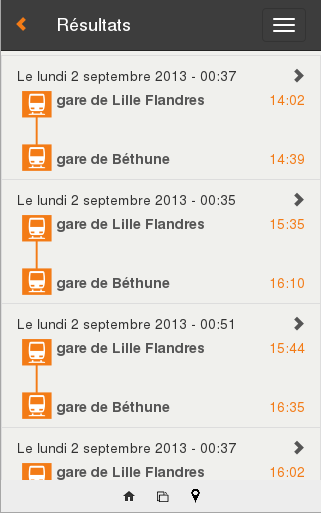 Résultats
Le lundi 2 septembre 2013 - 00:37
gare de Lille Flandres 14:02
gare de Béthune 14:39
Le lundi 2 septembre 2013 - 00:35
gare de Lille Flandres 15:35
gare de Béthune 16:10
Le lundi 2 septembre 2013 - 00:51
gare de Lille Flandres 15:44
gare de Béthune 16:35
Le lundi 2 septembre 2013 - 00:37
gare de Lille Flandres 16:02